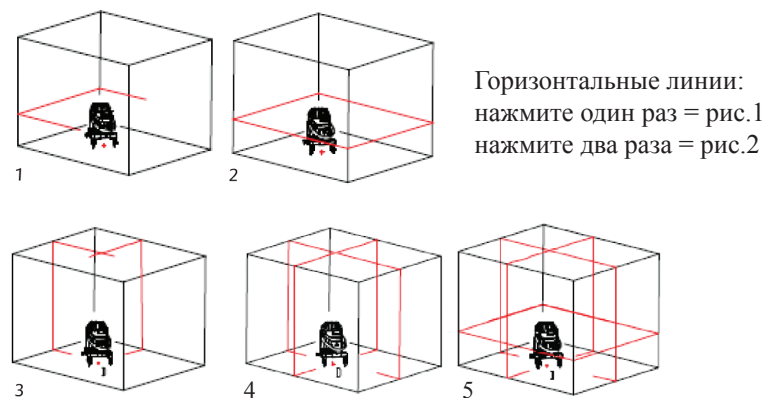 Горизонтальные линии:
нажмите один раз = рис.1
нажмите два раза = рис.2
1
2
3
4
5